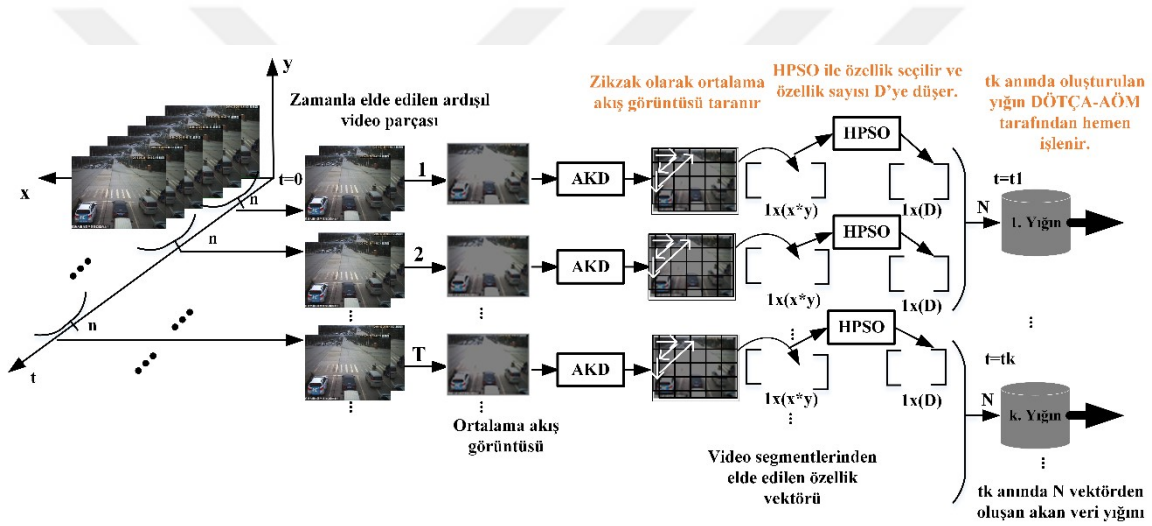 y
x
t=0
n
n
n
t
Zamanla elde edilen ardışıl
video parçası
1
2
T
Ortalama akış
görüntüsü
AKD
AKD
AKD
Zikzak olarak ortalama
akış görüntüsü taranır
HPSO ile özellik seçilir ve
özellik sayısı D'ye düşer.
HPSO
1x(x*y)
1x(D)
HPSO
1x(x*y)
1x(D)
HPSO
1x(x*y)
1x(D)
Video segmentlerinden
elde edilen özellik
vektörü
tk anında oluşturulan
yığın DÖTÇA-AÖM
tarafından hemen
işlenir.
t=t1
N
1. Yığın
t=tk
N
k. Yığın
tk anında N vektörden
oluşan akan veri yığını